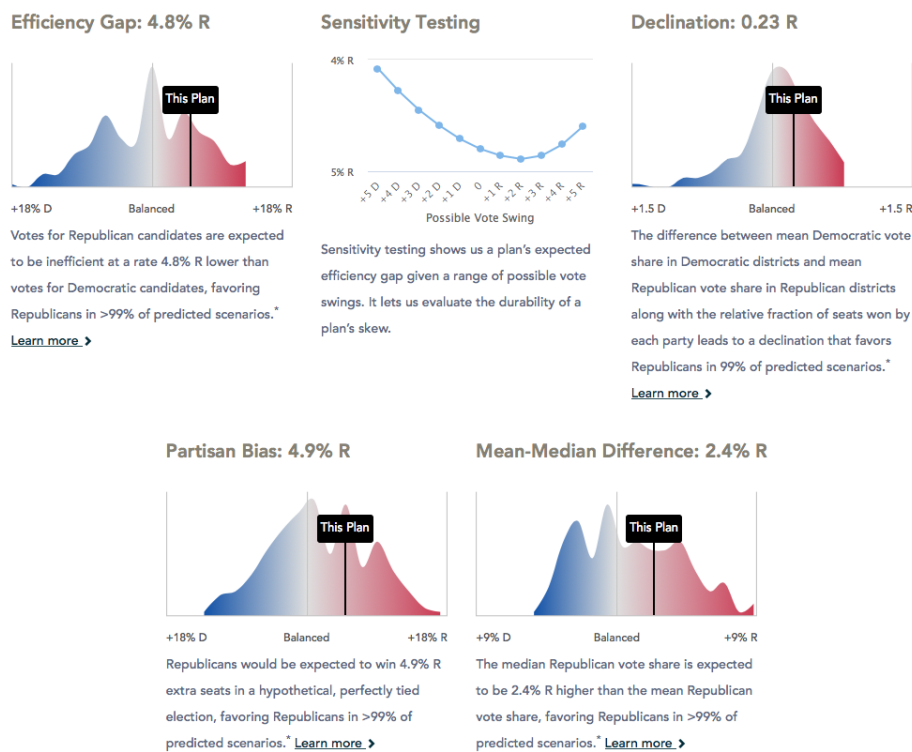 Efficiency Gap: 4.8% R
This Plan
+18% D
Balanced
+18% R
Votes for Republican candidates are expected
to be inefficient at a rate 4.8% R lower than
votes for Democratic candidates, favoring
Republicans in >99% of predicted scenarios.*
Learn more >
Sensitivity Testing
4% R
5% R
+5 D
+4 D
+3 D
+2 D
+1 D
0
+1 R
+2 R
+3 R
+4 R
+5 R
Possible Vote Swing
Sensitivity testing shows us a plan's expected
efficiency gap given a range of possible vote
swings. It lets us evaluate the durability of a
plan's skew.
Declination: 0.23 R
This Plan
+1.5 D
Balanced
+1.5 R
The difference between mean Democratic vote
share in Democratic districts and mean
Republican vote share in Republican districts
along with the relative fraction of seats won by
each party leads to a declination that favors
Republicans in 99% of predicted scenarios.*
Learn more >
Partisan Bias: 4.9% R
This Plan
+18% D
Balanced
+18% R
Republicans would be expected to win 4.9% R
extra seats in a hypothetical, perfectly tied
election, favoring Republicans in >99% of
predicted scenarios.* Learn more >
Mean-Median Difference: 2.4% R
This Plan
+9% D
Balanced
+9% R
The median Republican vote share is expected
to be 2.4% R higher than the mean Republican
vote share, favoring Republicans in >99% of
predicted scenarios.* Learn more >